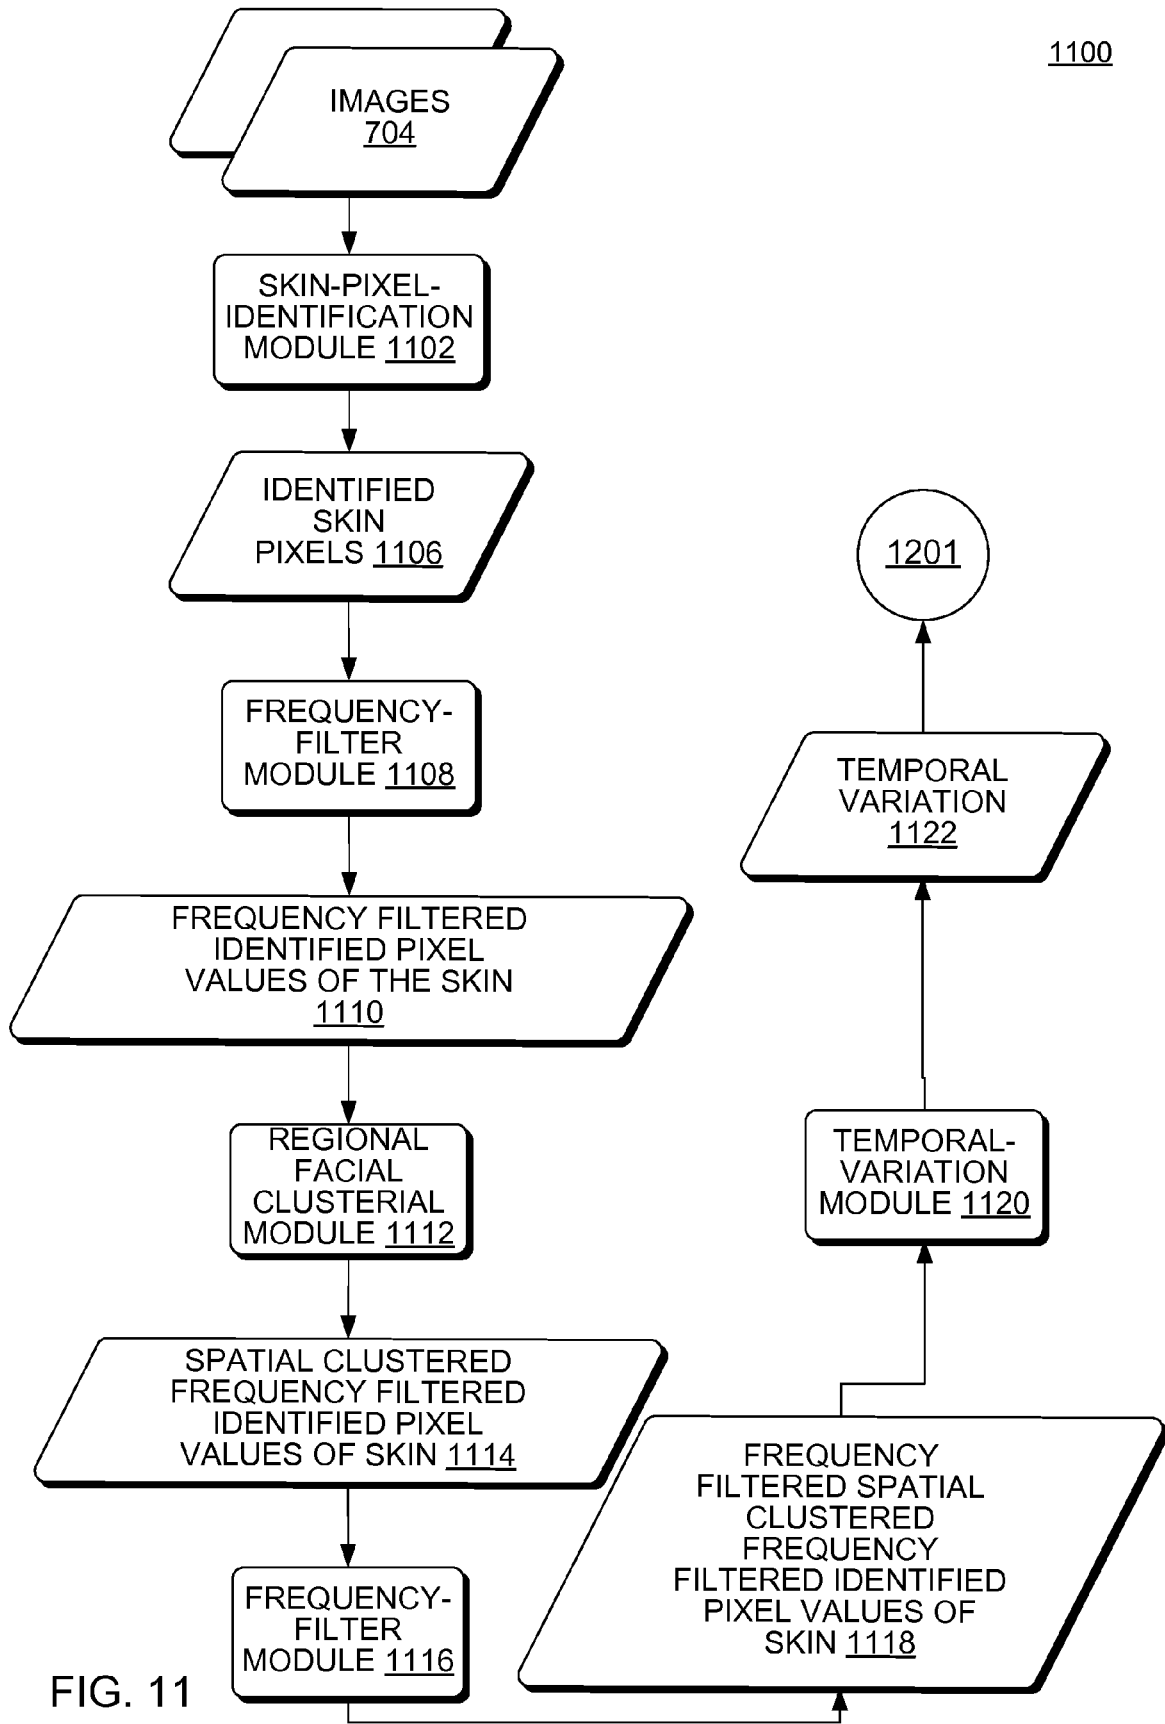 1100
IMAGES
704
SKIN-PIXEL-
IDENTIFICATION
MODULE 1102
IDENTIFIED
SKIN
PIXELS 1106
FREQUENCY-
FILTER
MODULE 1108
FREQUENCY FILTERED
IDENTIFIED PIXEL
VALUES OF THE SKIN
1110
REGIONAL
FACIAL
CLUSTERIAL
MODULE 1112
SPATIAL CLUSTERED
FREQUENCY FILTERED
IDENTIFIED PIXEL
VALUES OF SKIN 1114
FREQUENCY-
FILTER
MODULE 1116
FREQUENCY
FILTERED SPATIAL
CLUSTERED
FREQUENCY
FILTERED IDENTIFIED
PIXEL VALUES OF
SKIN 1118
TEMPORAL-
VARIATION
MODULE 1120
TEMPORAL
VARIATION
1122
1201
FIG. 11